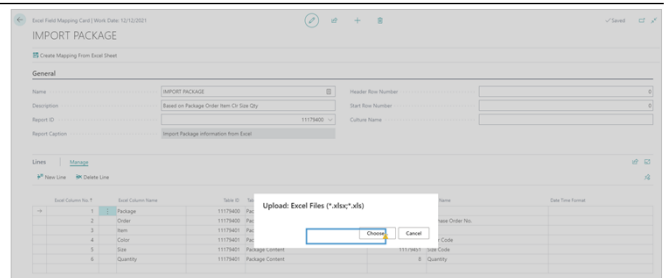 Excel Field Mapping Card | Work Date: 12/12/2021
Saved
IMPORT PACKAGE
Create Mapping From Excel Sheet
General
Name IMPORT PACKAGE Header Row Number 0
Description Based on Package Order Item Clr Size Qty Start Row Number 0
Report ID 11179400 Culture Name
Report Caption Import Package information from Excel
Lines Manage
New Line Delete Line
Excel Column No. Excel Column Name Table ID Name Date Time Format
1 Package 11179400
2 Order 11179400 Order No.
3 Item 11179401
4 Color 11179401 Code
5 Size 11179401 Package Content Size Code
6 Quantity 11179401 Package Content 0 Quantity
Upload: Excel Files (*.xlsx;*.xls)
Choose Cancel